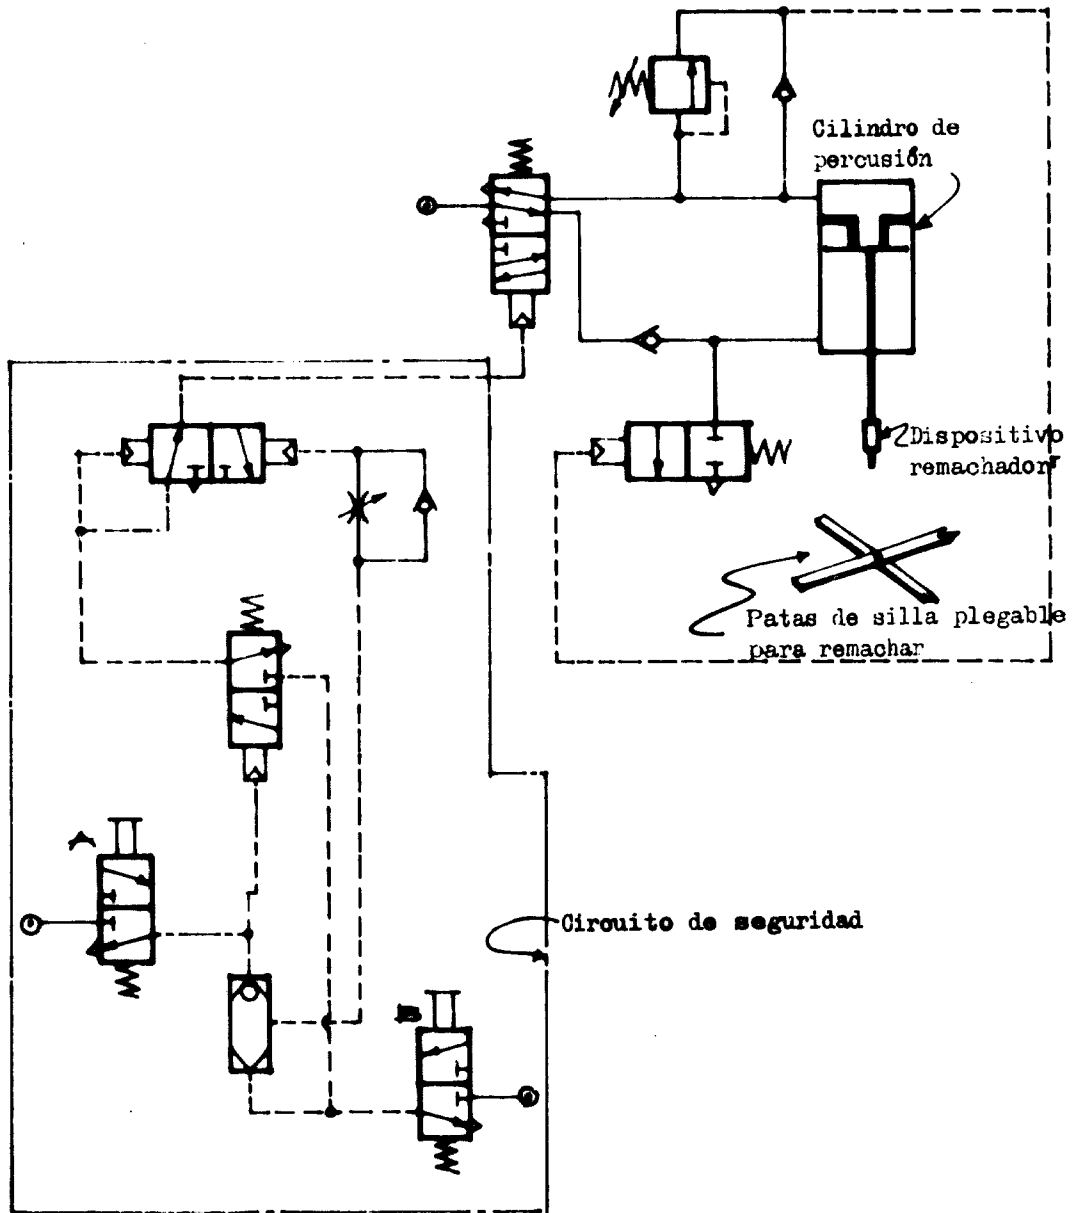 Cilindro de
percusión
Dispositivo
remachador
Patas de silla plegable
para remachar
Circuito de seguridad
A
B